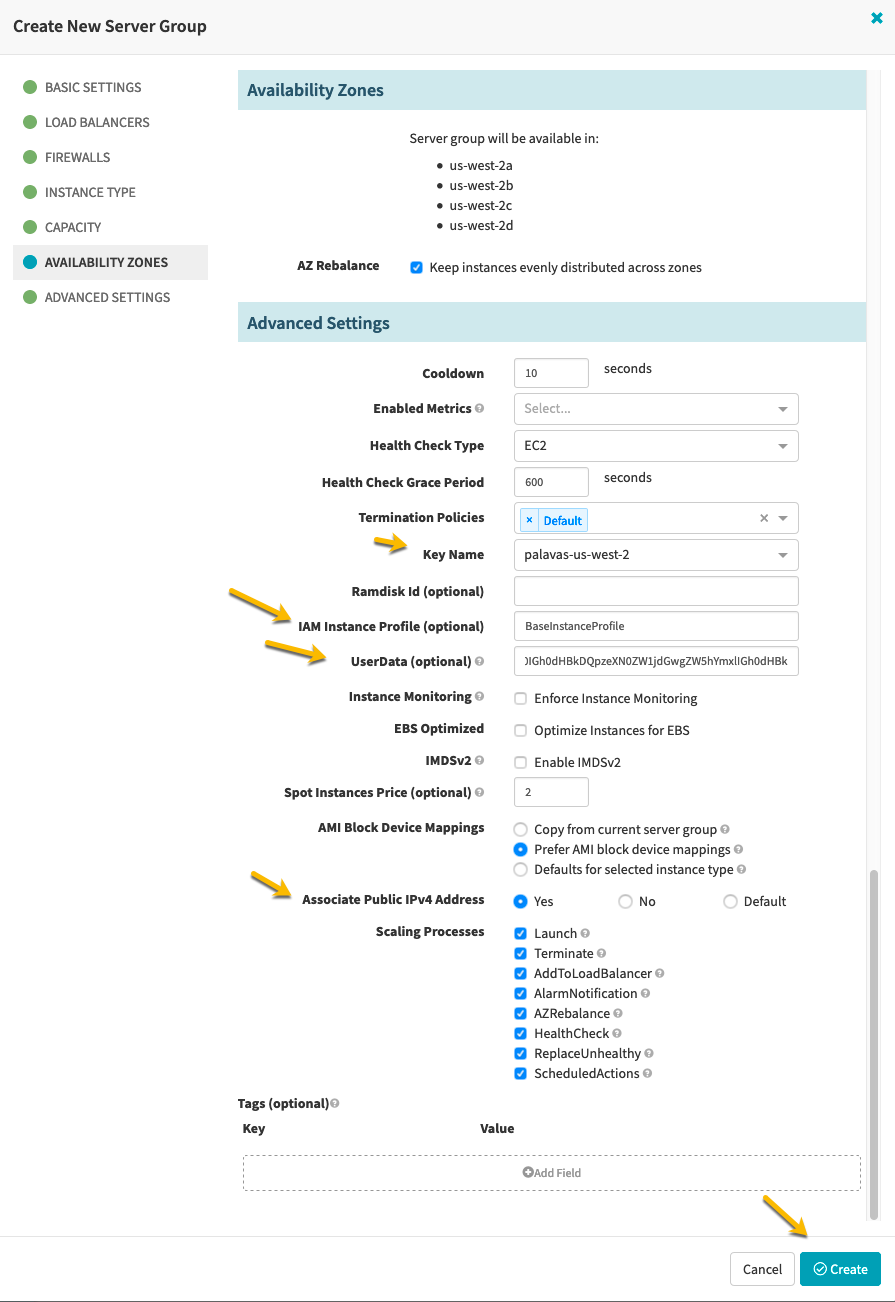 Create New Server Group
BASIC SETTINGS
LOAD BALANCERS
FIREWALLS
INSTANCE TYPE
CAPACITY
AVAILABILITY ZONES
ADVANCED SETTINGS
Availability Zones
Server group will be available in:
us-west-2a
us-west-2b
us-west-2c
us-west-2d
AZ Rebalance Keep instances evenly distributed across zones
Advanced Settings
Cooldown 10 seconds
Enabled Metrics Select...
Health Check Type EC2
Health Check Grace Period 600 seconds
Termination Policies × Default ×
Key Name palavas-us-west-2
Ramdisk Id (optional)
IAM Instance Profile (optional) BaseInstanceProfile
UserData (optional) IGh0dHBkDQpzeXN0ZW1jdGwgZW5hYmxlIGh0dHBk
Instance Monitoring Enforce Instance Monitoring
EBS Optimized Optimize Instances for EBS
IMDSv2 Enable IMDSv2
Spot Instances Price (optional) 2
AMI Block Device Mappings Copy from current server group
Prefer AMI block device mappings
Defaults for selected instance type
Associate Public IPv4 Address Yes No Default
Scaling Processes Launch
Terminate
AddToLoadBalancer
AlarmNotification
AZRebalance
HealthCheck
ReplaceUnhealthy
ScheduledActions
Tags (optional)
Key Value
Add Field
Cancel Create